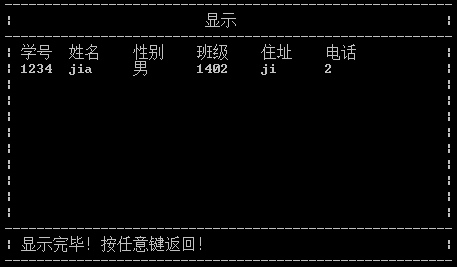 显示
学号 姓名 性别 班级 住址 电话
1234 jia 男 1402 ji 2
显示完毕! 按任意键返回!